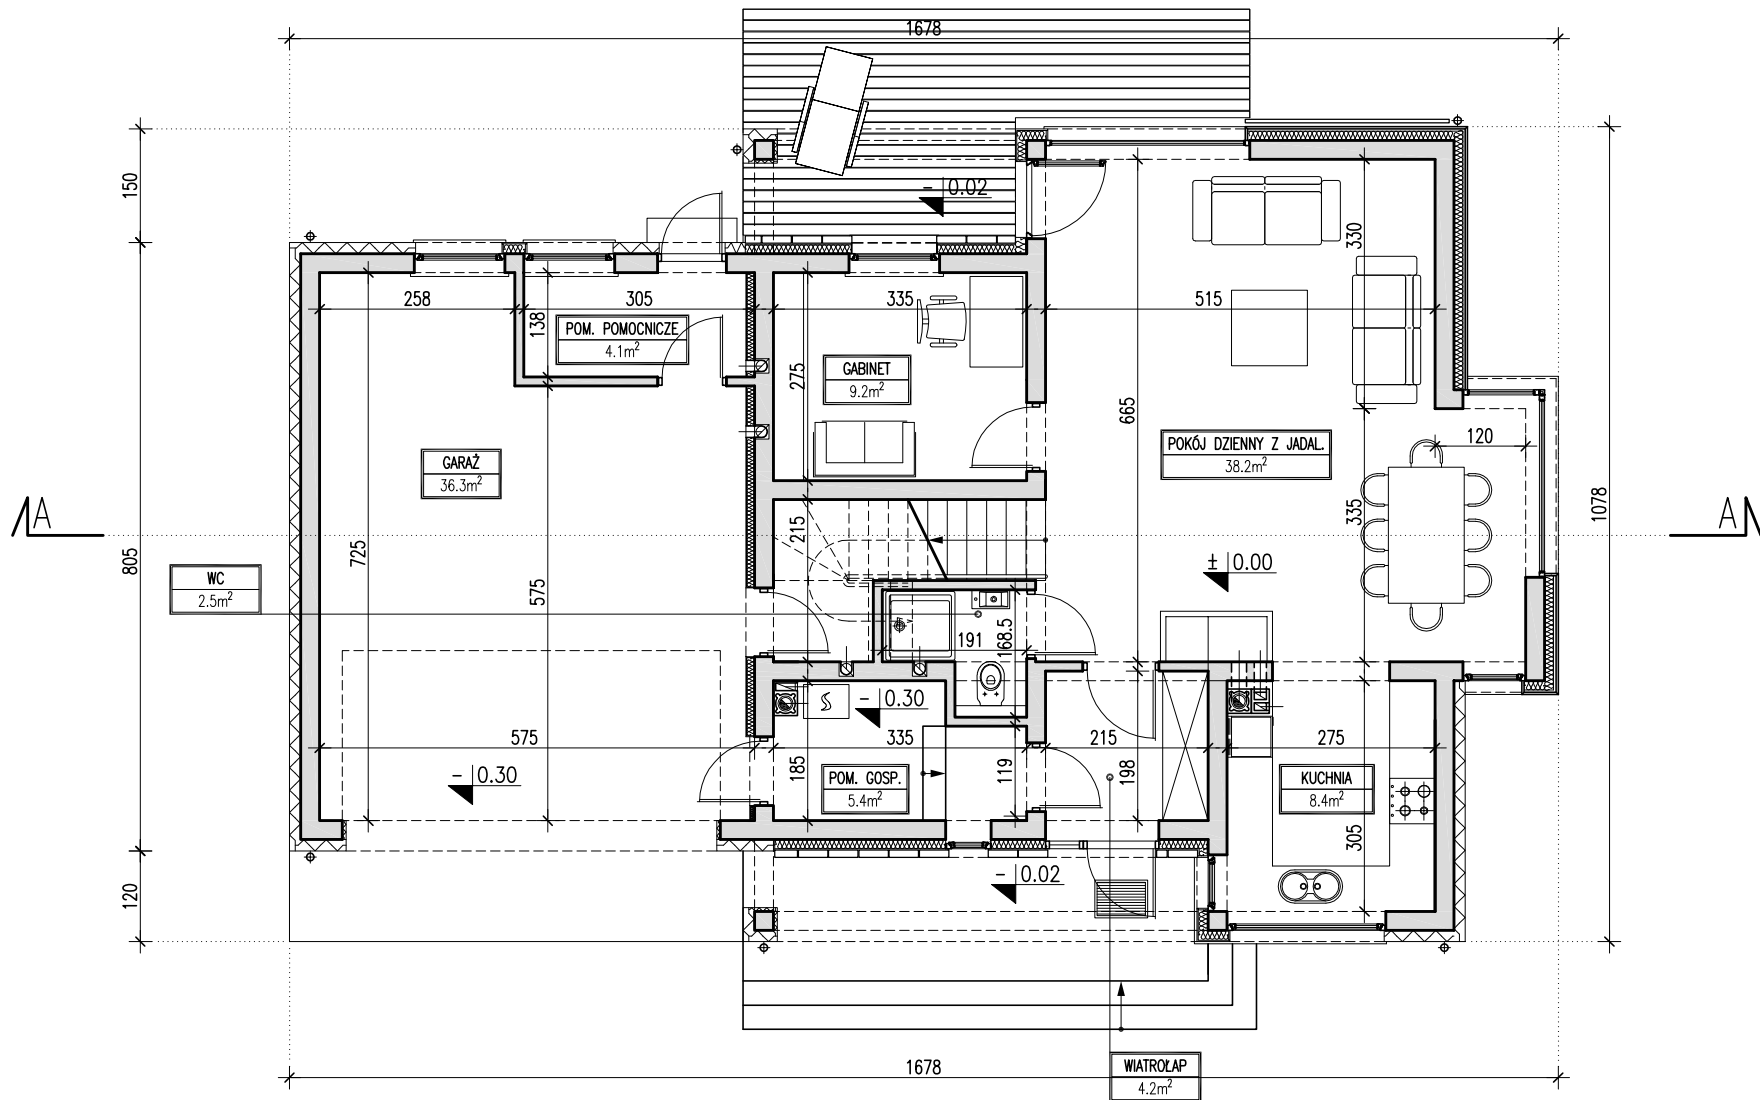 1678
150
- 0.02
330
258
305
335
515
138
POM. POMOCNICZE
4.1m²
GABINET
9.2m²
275
665
POKÓJ DZIENNY Z JADAL.
38.2m²
120
GARAŻ
36.3m²
A
A
1078
335
215
725
805
575
WC
2.5m²
± 0.00
191
168.5
- 0.30
575
335
215
275
185
POM. GOSP.
5.4m²
119
198
KUCHNIA
8.4m²
- 0.30
305
120
- 0.02
1678
WIATROŁAP
4.2m²